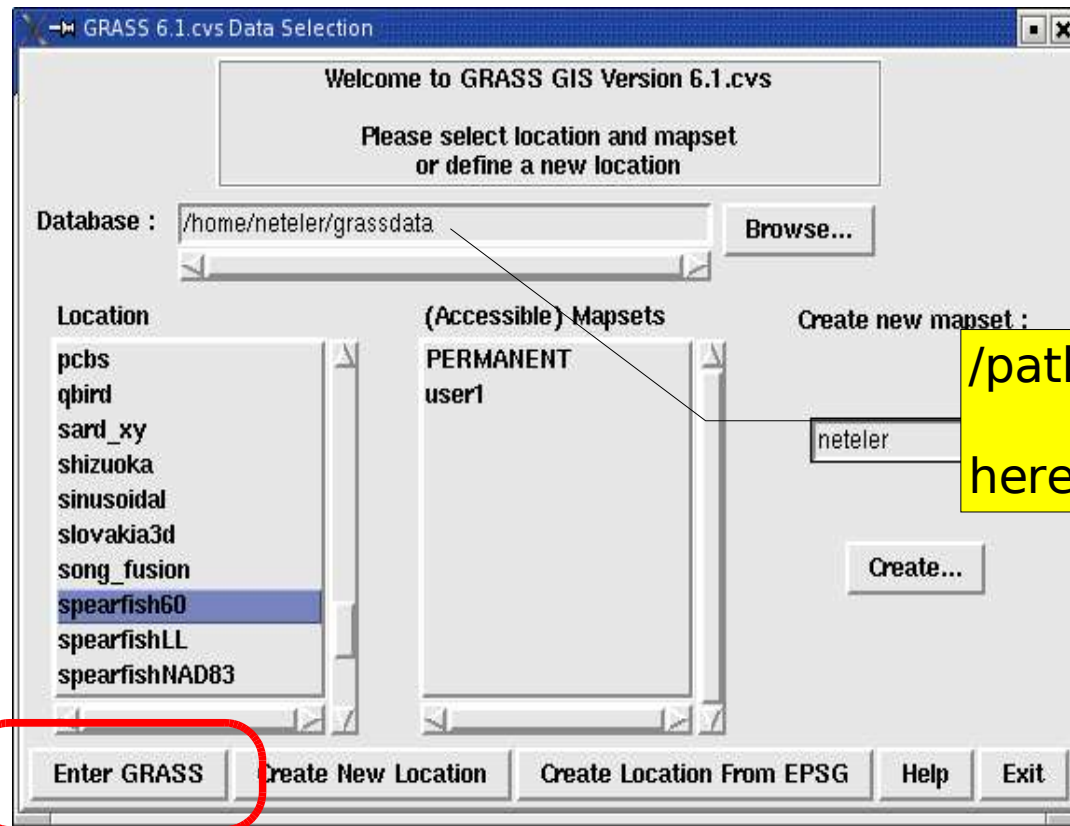 GRASS 6.1.cvs Data Selection
Welcome to GRASS GIS Version 6.1.cvs
Please select location and mapset
or define a new location
Database :
/home/neteler/grassdata
Browse...
Location
pcbs
qbird
sard_xy
shizuoka
sinusoidal
slovakia3d
song_fusion
spearfish60
spearfishLL
spearfishNAD83
(Accessible) Mapsets
PERMANENT
user1
Create new mapset :
neteler
Create...
here
Enter GRASS
Create New Location
Create Location From EPSG
Help
Exit